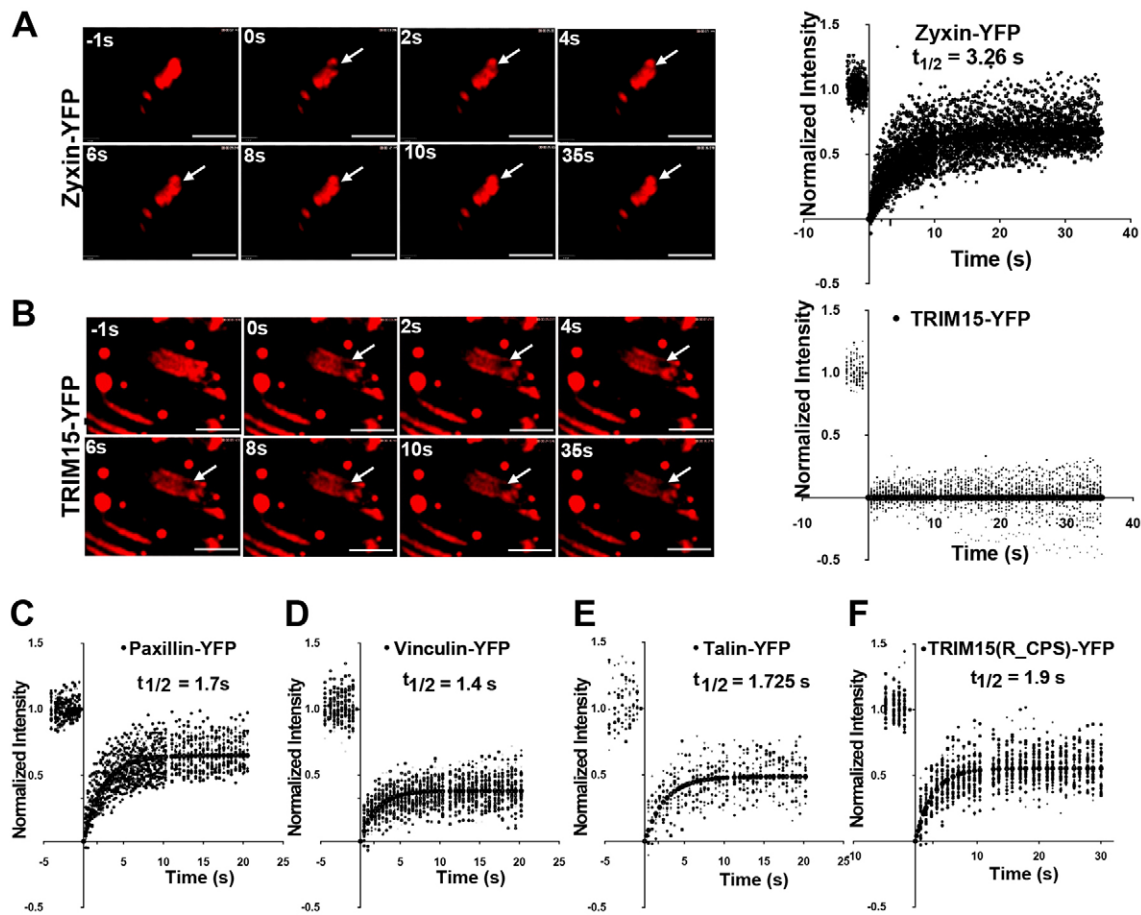 A
Zyxin-YFP
-1s
0s
2s
4s
6s
8s
10s
35s
Zyxin-YFP
t1/2 = 3.26 s
Normalized Intensity
1.5
1.0
0.5
-0.5
-10
10
20
30
40
Time (s)
B
TRIM15-YFP
-1s
0s
2s
4s
6s
8s
10s
35s
TRIM15-YFP
Normalized Intensity
1.5
1.0
0.5
-0.5
-10
10
20
30
40
Time (s)
C
Paxillin-YFP
t1/2 = 1.7s
Normalized Intensity
1.5
1.0
0.5
-0.5
-5
5
10
15
20
25
Time (s)
D
Vinculin-YFP
t1/2 = 1.4 s
Normalized Intensity
1.5
1.0
0.5
-0.5
-5
5
10
15
20
25
Time (s)
E
Talin-YFP
t1/2 = 1.725 s
Normalized Intensity
1.5
1.0
0.5
-0.5
-5
5
10
15
20
25
Time (s)
F
TRIM15(R_CPS)-YFP
t1/2 = 1.9 s
Normalized Intensity
1.5
1.0
0.5
-0.5
-10
10
20
30
Time (s)